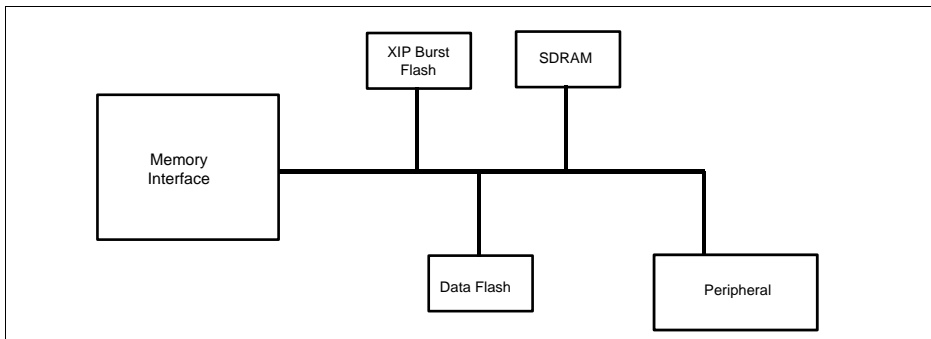 XIP Burst
Flash
SDRAM
Memory
Interface
Data Flash
Peripheral